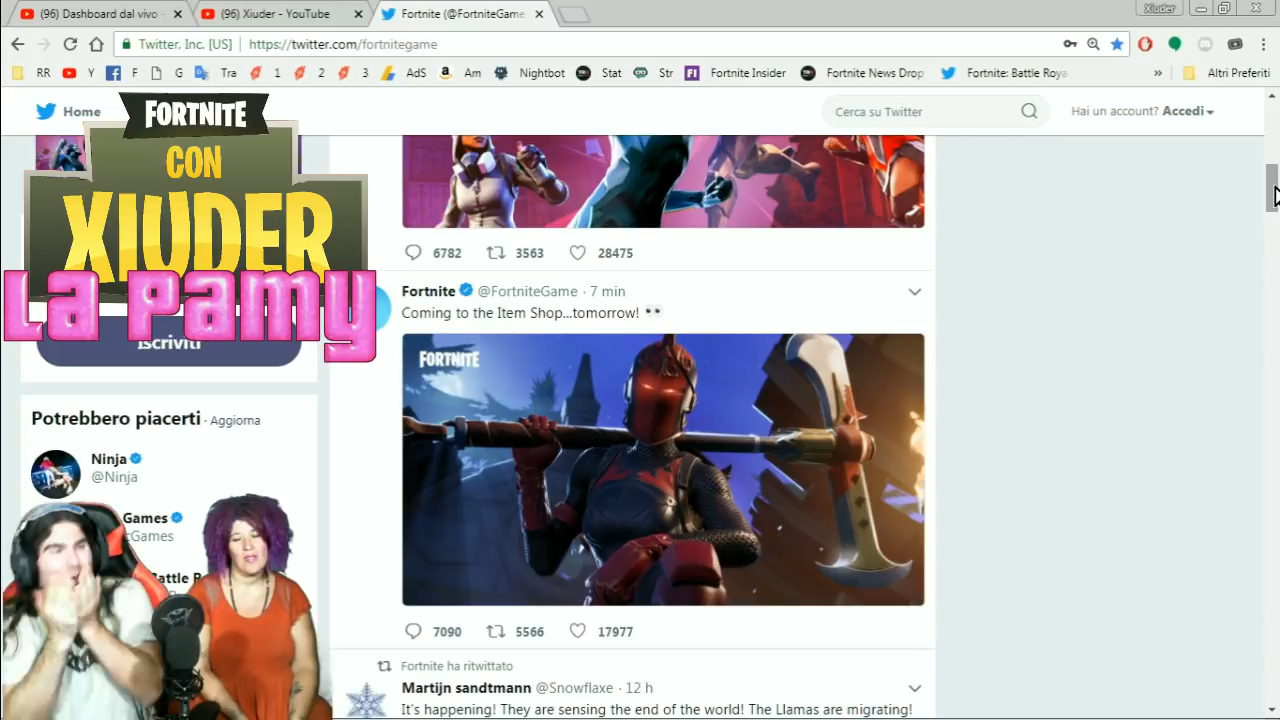 (96) Dashboard dal vivo -
(96) Xiuder - YouTube
Fortnite (@FortniteGame
Xiuder
Twitter, Inc. [US]
https://twitter.com/fortnitegame
RR
Y
F
G
Tra
1
2
3
AdS
Am
Nightbot
Stat
Str
Fortnite Insider
Fortnite News Drop
Fortnite: Battle Roya
»
Altri Preferiti
Home
Cerca su Twitter
Hai un account? Accedi
FORTNITE
CON
XIUDER
La Pamy
Iscriviti
6782 3563 28475
Fortnite @FortniteGame · 7 min
Coming to the Item Shop...tomorrow! 👀
FORTNITE
7090 5566 17977
Potrebbero piacerti · Aggiorna
Ninja
@Ninja
Games
cGames
attle R
Fortnite ha ritwittato
Martijn sandtmann @Snowflaxe · 12 h
It's happening! They are sensing the end of the world! The Llamas are migrating!